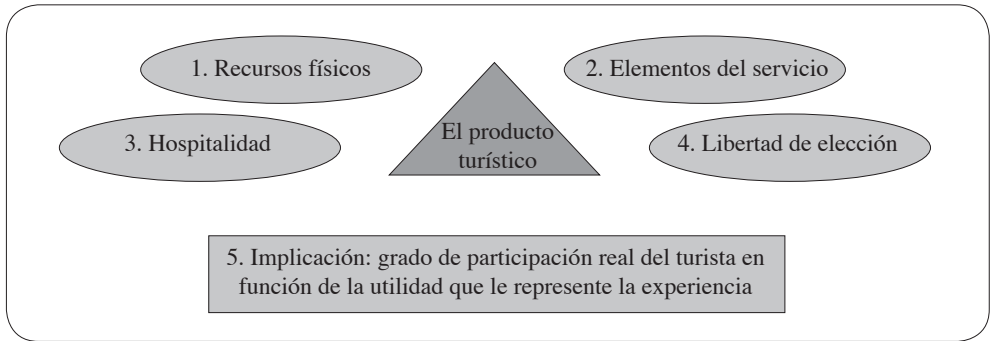 1. Recursos físicos
2. Elementos del servicio
3. Hospitalidad
El producto
turístico
4. Libertad de elección
5. Implicación: grado de participación real del turista en
función de la utilidad que le represente la experiencia